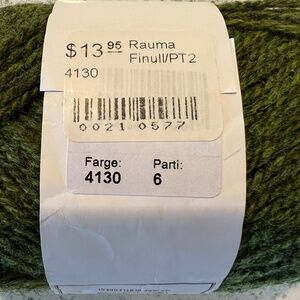 $13 95 Rauma
Finull/PT2
4130
0021 0577
Farge: Parti:
4130 6